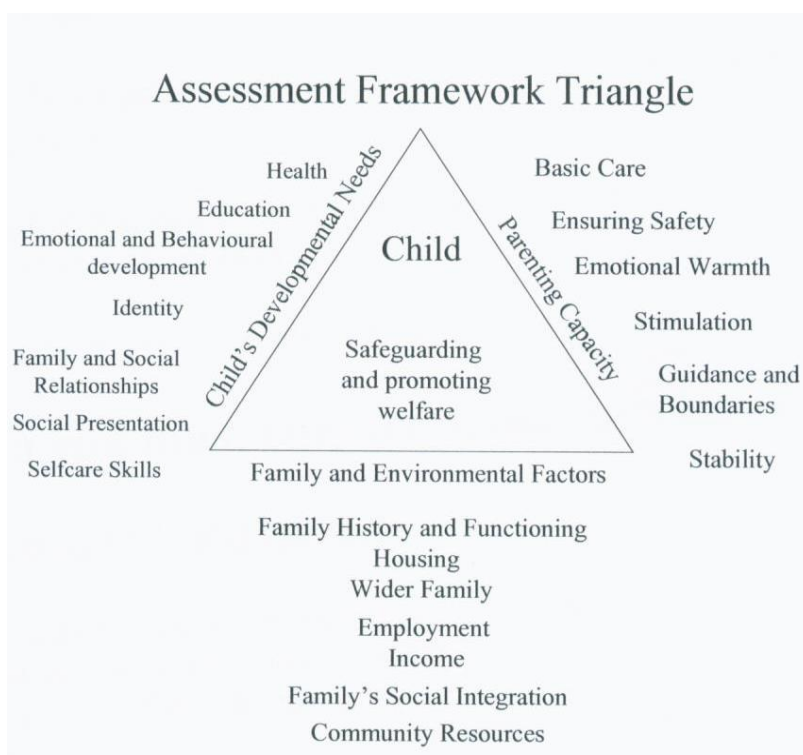 Assessment Framework Triangle
Health
Education
Emotional and Behavioural
development
Identity
Family and Social
Relationships
Social Presentation
Selfcare Skills
Child's Developmental Needs
Child
Safeguarding
and promoting
welfare
Parenting Capacity
Basic Care
Ensuring Safety
Emotional Warmth
Stimulation
Guidance and
Boundaries
Stability
Family and Environmental Factors
Family History and Functioning
Housing
Wider Family
Employment
Income
Family's Social Integration
Community Resources